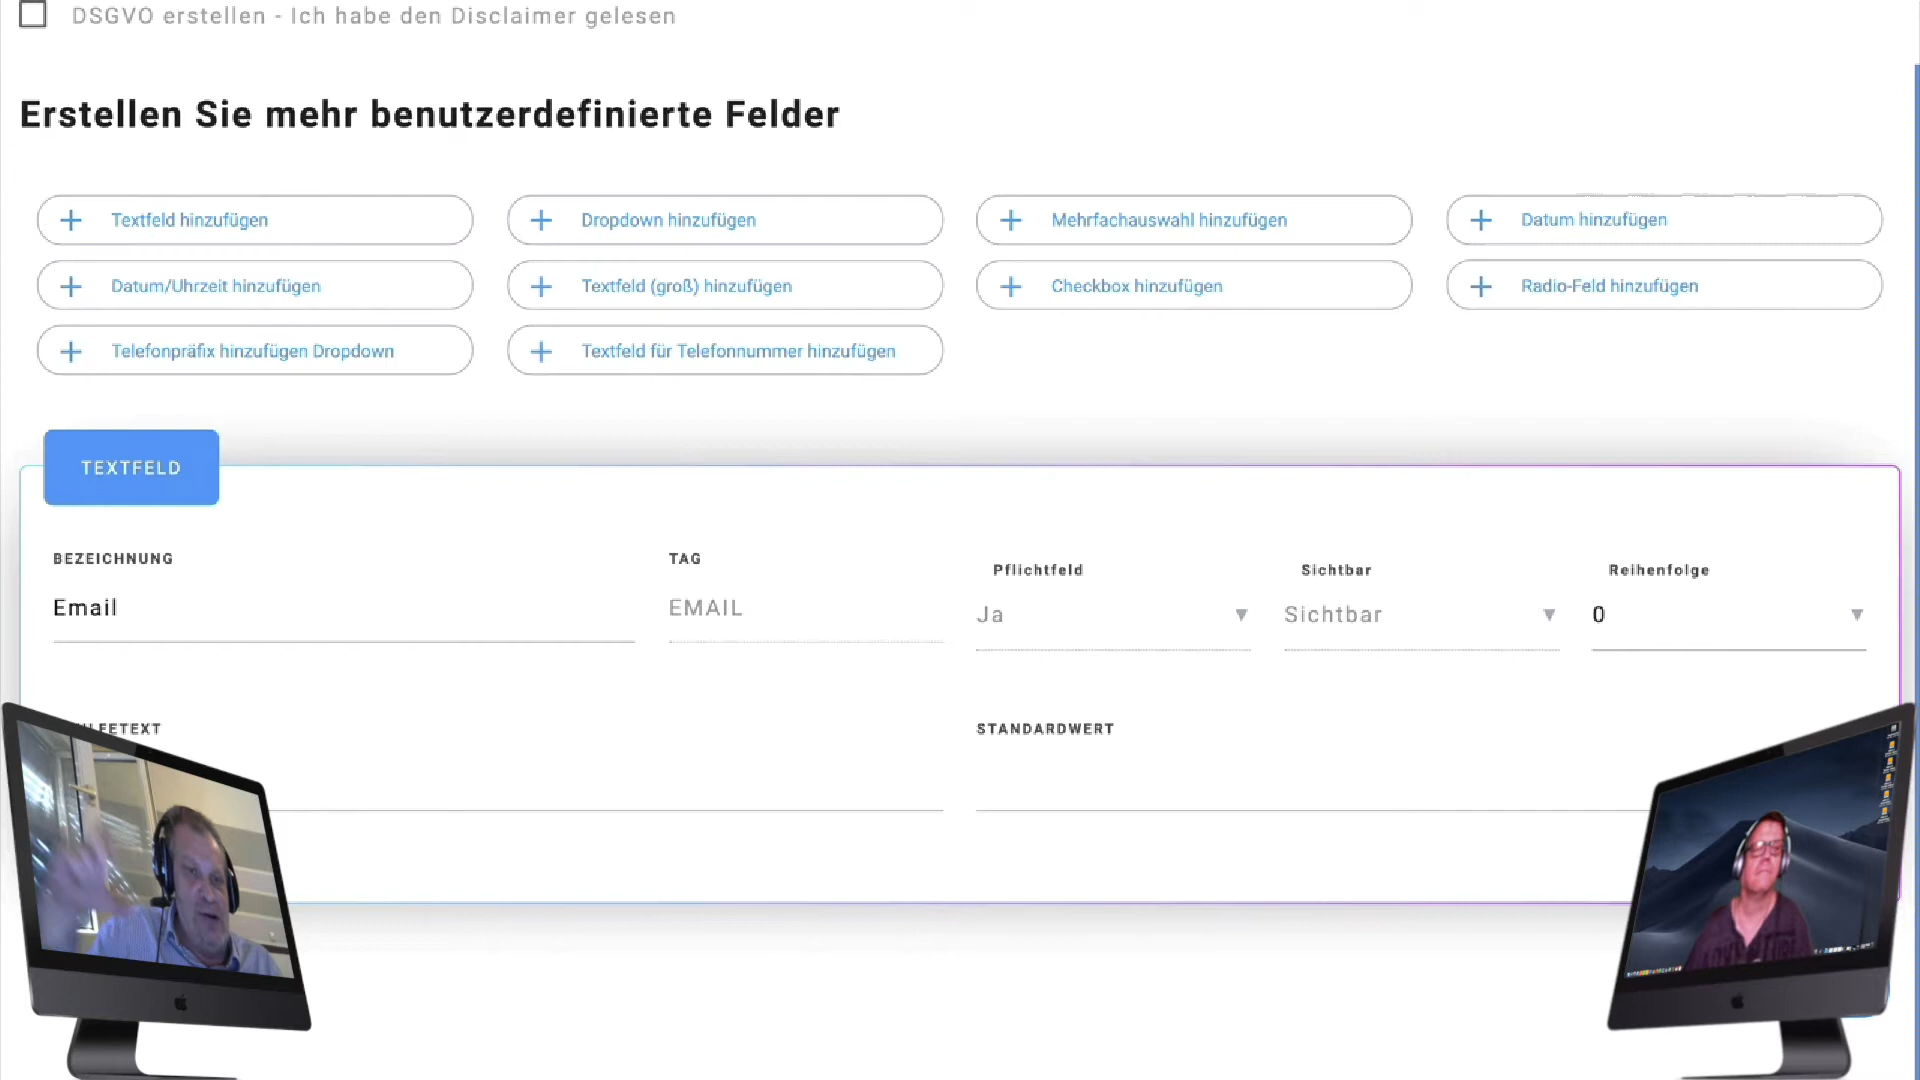 DSGVO erstellen - Ich habe den Disclaimer gelesen
Erstellen Sie mehr benutzerdefinierte Felder
Textfeld hinzufügen
Dropdown hinzufügen
Mehrfachauswahl hinzufügen
Datum hinzufügen
Datum/Uhrzeit hinzufügen
Textfeld (groß) hinzufügen
Checkbox hinzufügen
Radio-Feld hinzufügen
Telefonpräfix hinzufügen Dropdown
Textfeld für Telefonnummer hinzufügen
TEXTFELD
BEZEICHNUNG
TAG
Pflichtfeld
Sichtbar
Reihenfolge
Email
EMAIL
Ja
Sichtbar
0
STANDARDWERT